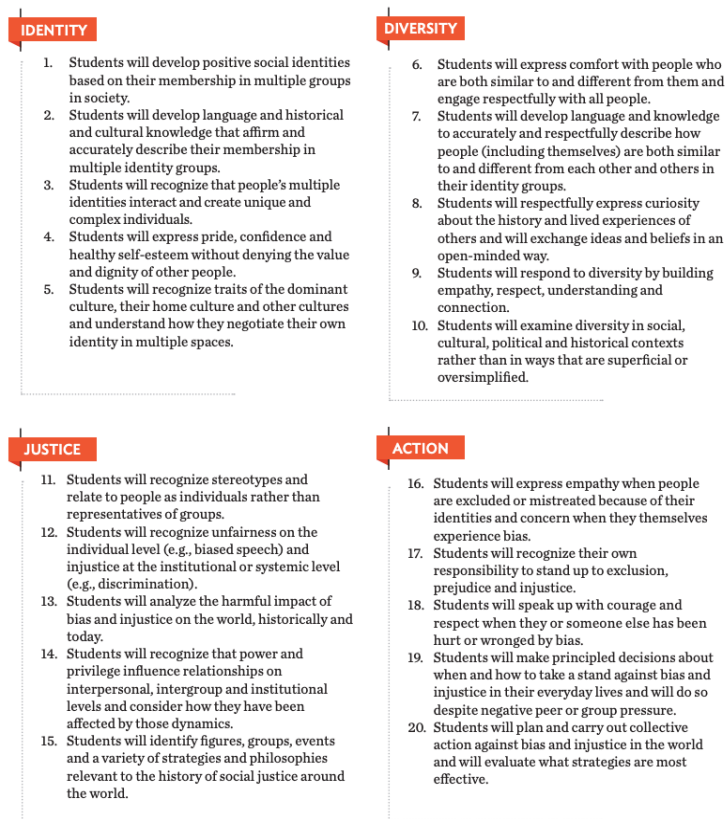 IDENTITY
1. Students will develop positive social identities
based on their membership in multiple groups
in society.
2. Students will develop language and historical
and cultural knowledge that affirm and
accurately describe their membership in
multiple identity groups.
3. Students will recognize that people’s multiple
identities interact and create unique and
complex individuals.
4. Students will express pride, confidence and
healthy self-esteem without denying the value
and dignity of other people.
5. Students will recognize traits of the dominant
culture, their home culture and other cultures
and understand how they negotiate their own
identity in multiple spaces.
DIVERSITY
6. Students will express comfort with people who
are both similar to and different from them and
engage respectfully with all people.
7. Students will develop language and knowledge
to accurately and respectfully describe how
people (including themselves) are both similar
to and different from each other and others in
their identity groups.
8. Students will respectfully express curiosity
about the history and lived experiences of
others and will exchange ideas and beliefs in an
open-minded way.
9. Students will respond to diversity by building
empathy, respect, understanding and
connection.
10. Students will examine diversity in social,
cultural, political and historical contexts
rather than in ways that are superficial or
oversimplified.
JUSTICE
11. Students will recognize stereotypes and
relate to people as individuals rather than
representatives of groups.
12. Students will recognize unfairness on the
individual level (e.g., biased speech) and
injustice at the institutional or systemic level
(e.g., discrimination).
13. Students will analyze the harmful impact of
bias and injustice on the world, historically and
today.
14. Students will recognize that power and
privilege influence relationships on
interpersonal, intergroup and institutional
levels and consider how they have been
affected by those dynamics.
15. Students will identify figures, groups, events
and a variety of strategies and philosophies
relevant to the history of social justice around
the world.
ACTION
16. Students will express empathy when people
are excluded or mistreated because of their
identities and concern when they themselves
experience bias.
17. Students will recognize their own
responsibility to stand up to exclusion,
prejudice and injustice.
18. Students will speak up with courage and
respect when they or someone else has been
hurt or wronged by bias.
19. Students will make principled decisions about
when and how to take a stand against bias and
injustice in their everyday lives and will do so
despite negative peer or group pressure.
20. Students will plan and carry out collective
action against bias and injustice in the world
and will evaluate what strategies are most
effective.